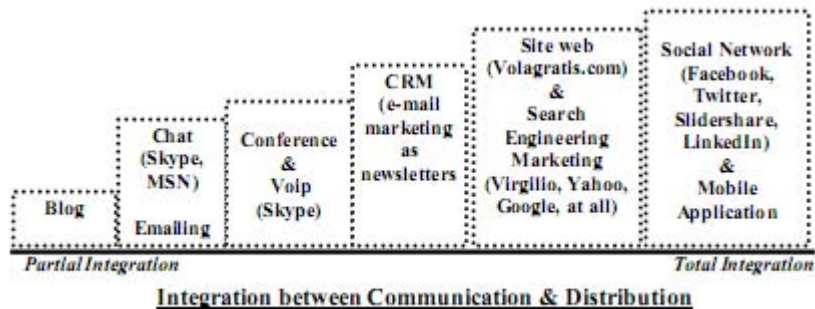 Blog
Chat
(Skype,
MSN)
Emailing
Conference
&
Voip
(Skype)
CRM
(e-mail
marketing
as
newsletters
Site web
(Volagratis.com)
&
Search
Engineering
Marketing
(Virgilio, Yahoo,
Google, at all)
Social Network
(Facebook,
Twitter,
Slidershare,
LinkedIn)
&
Mobile
Application
Partial Integration
Total Integration
Integration between Communication & Distribution